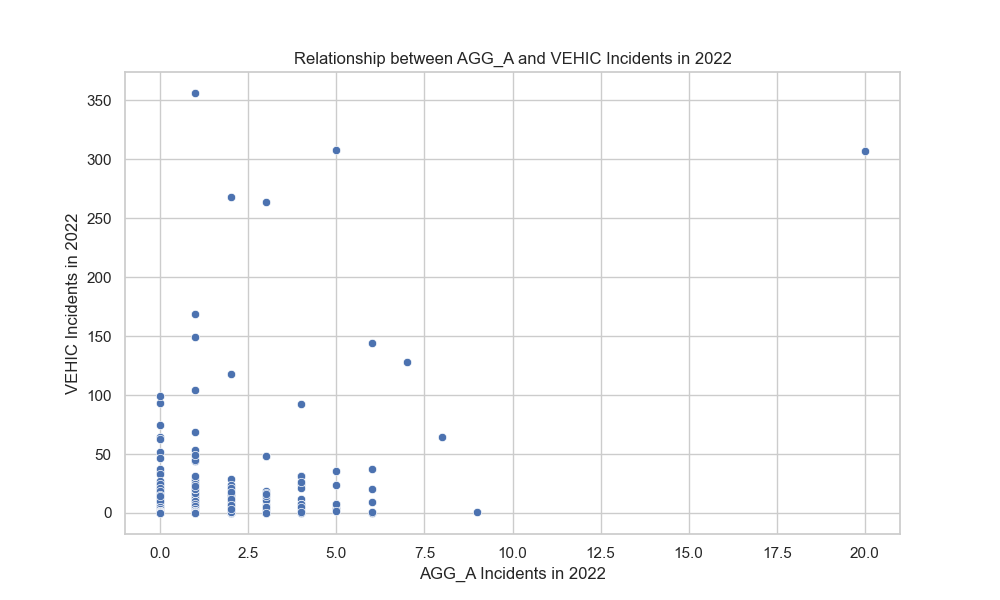 Relationship between AGG_A and VEHIC Incidents in 2022
350
300
250
200
150
100
50
0
VEHIC Incidents in 2022
0.0 2.5 5.0 7.5 10.0 12.5 15.0 17.5 20.0
AGG_A Incidents in 2022